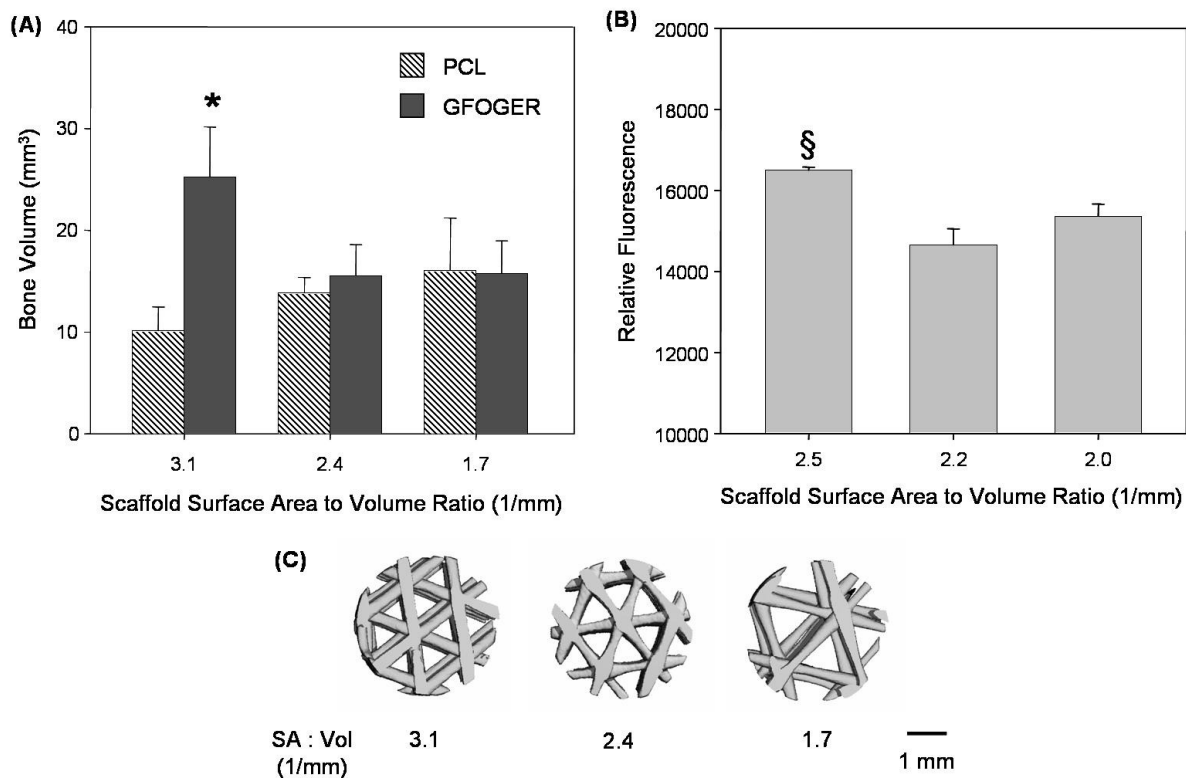 (A)
40
30
20
10
0
Bone Volume (mm³)
*
PCL
GFOGER
3.1
2.4
1.7
Scaffold Surface Area to Volume Ratio (1/mm)
(B)
20000
18000
16000
14000
12000
10000
Relative Fluorescence
§
2.5
2.2
2.0
Scaffold Surface Area to Volume Ratio (1/mm)
(C)
SA : Vol 3.1 2.4 1.7
(1/mm)
1 mm